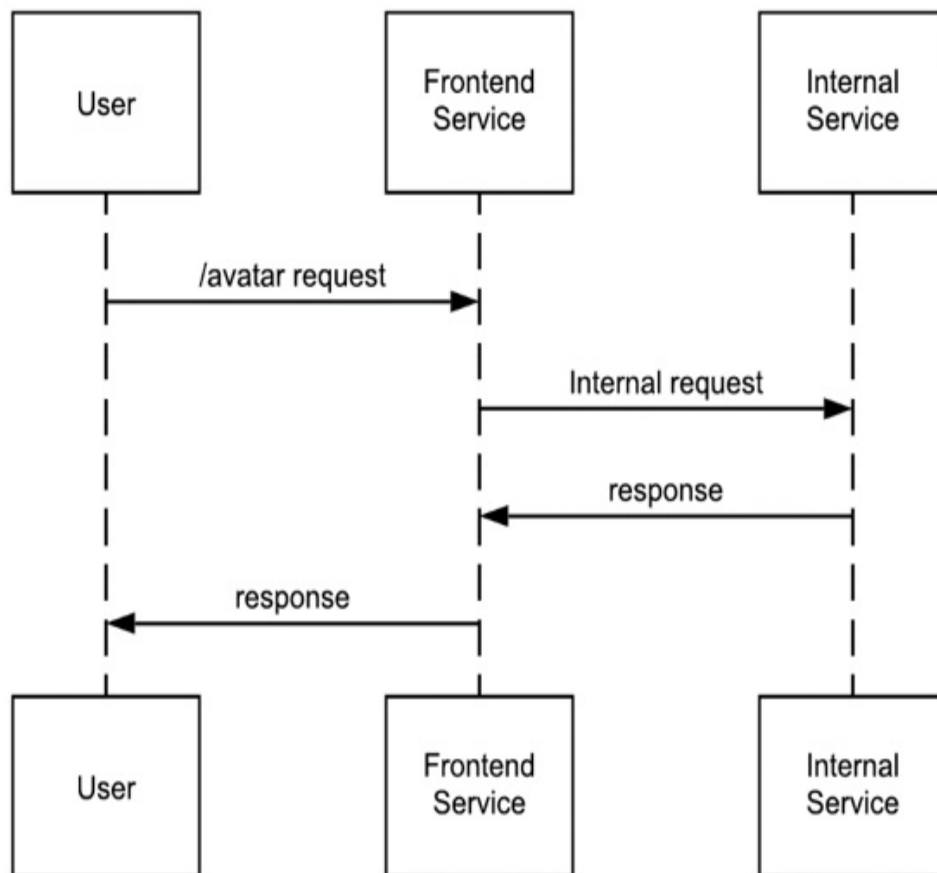 User
Frontend
Service
Internal
Service
/avatar request
Internal request
response
response
User
Frontend
Service
Internal
Service